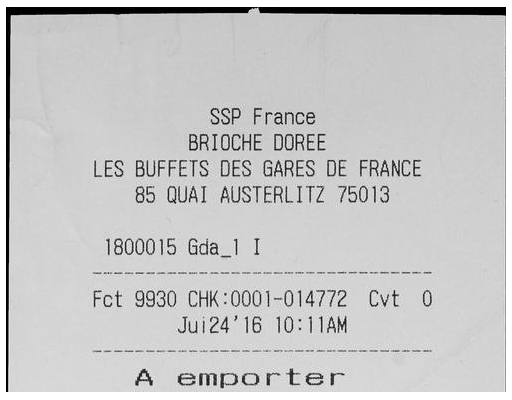 SSP France
BRIOCHE DOREE
LES BUFFETS DES GARES DE FRANCE
85 QUAI AUSTERLITZ 75013
1800015 Gda_1 I
Fct 9930 CHK:0001-014772 Cvt 0
Jui24'16 10:11AM
A emporter